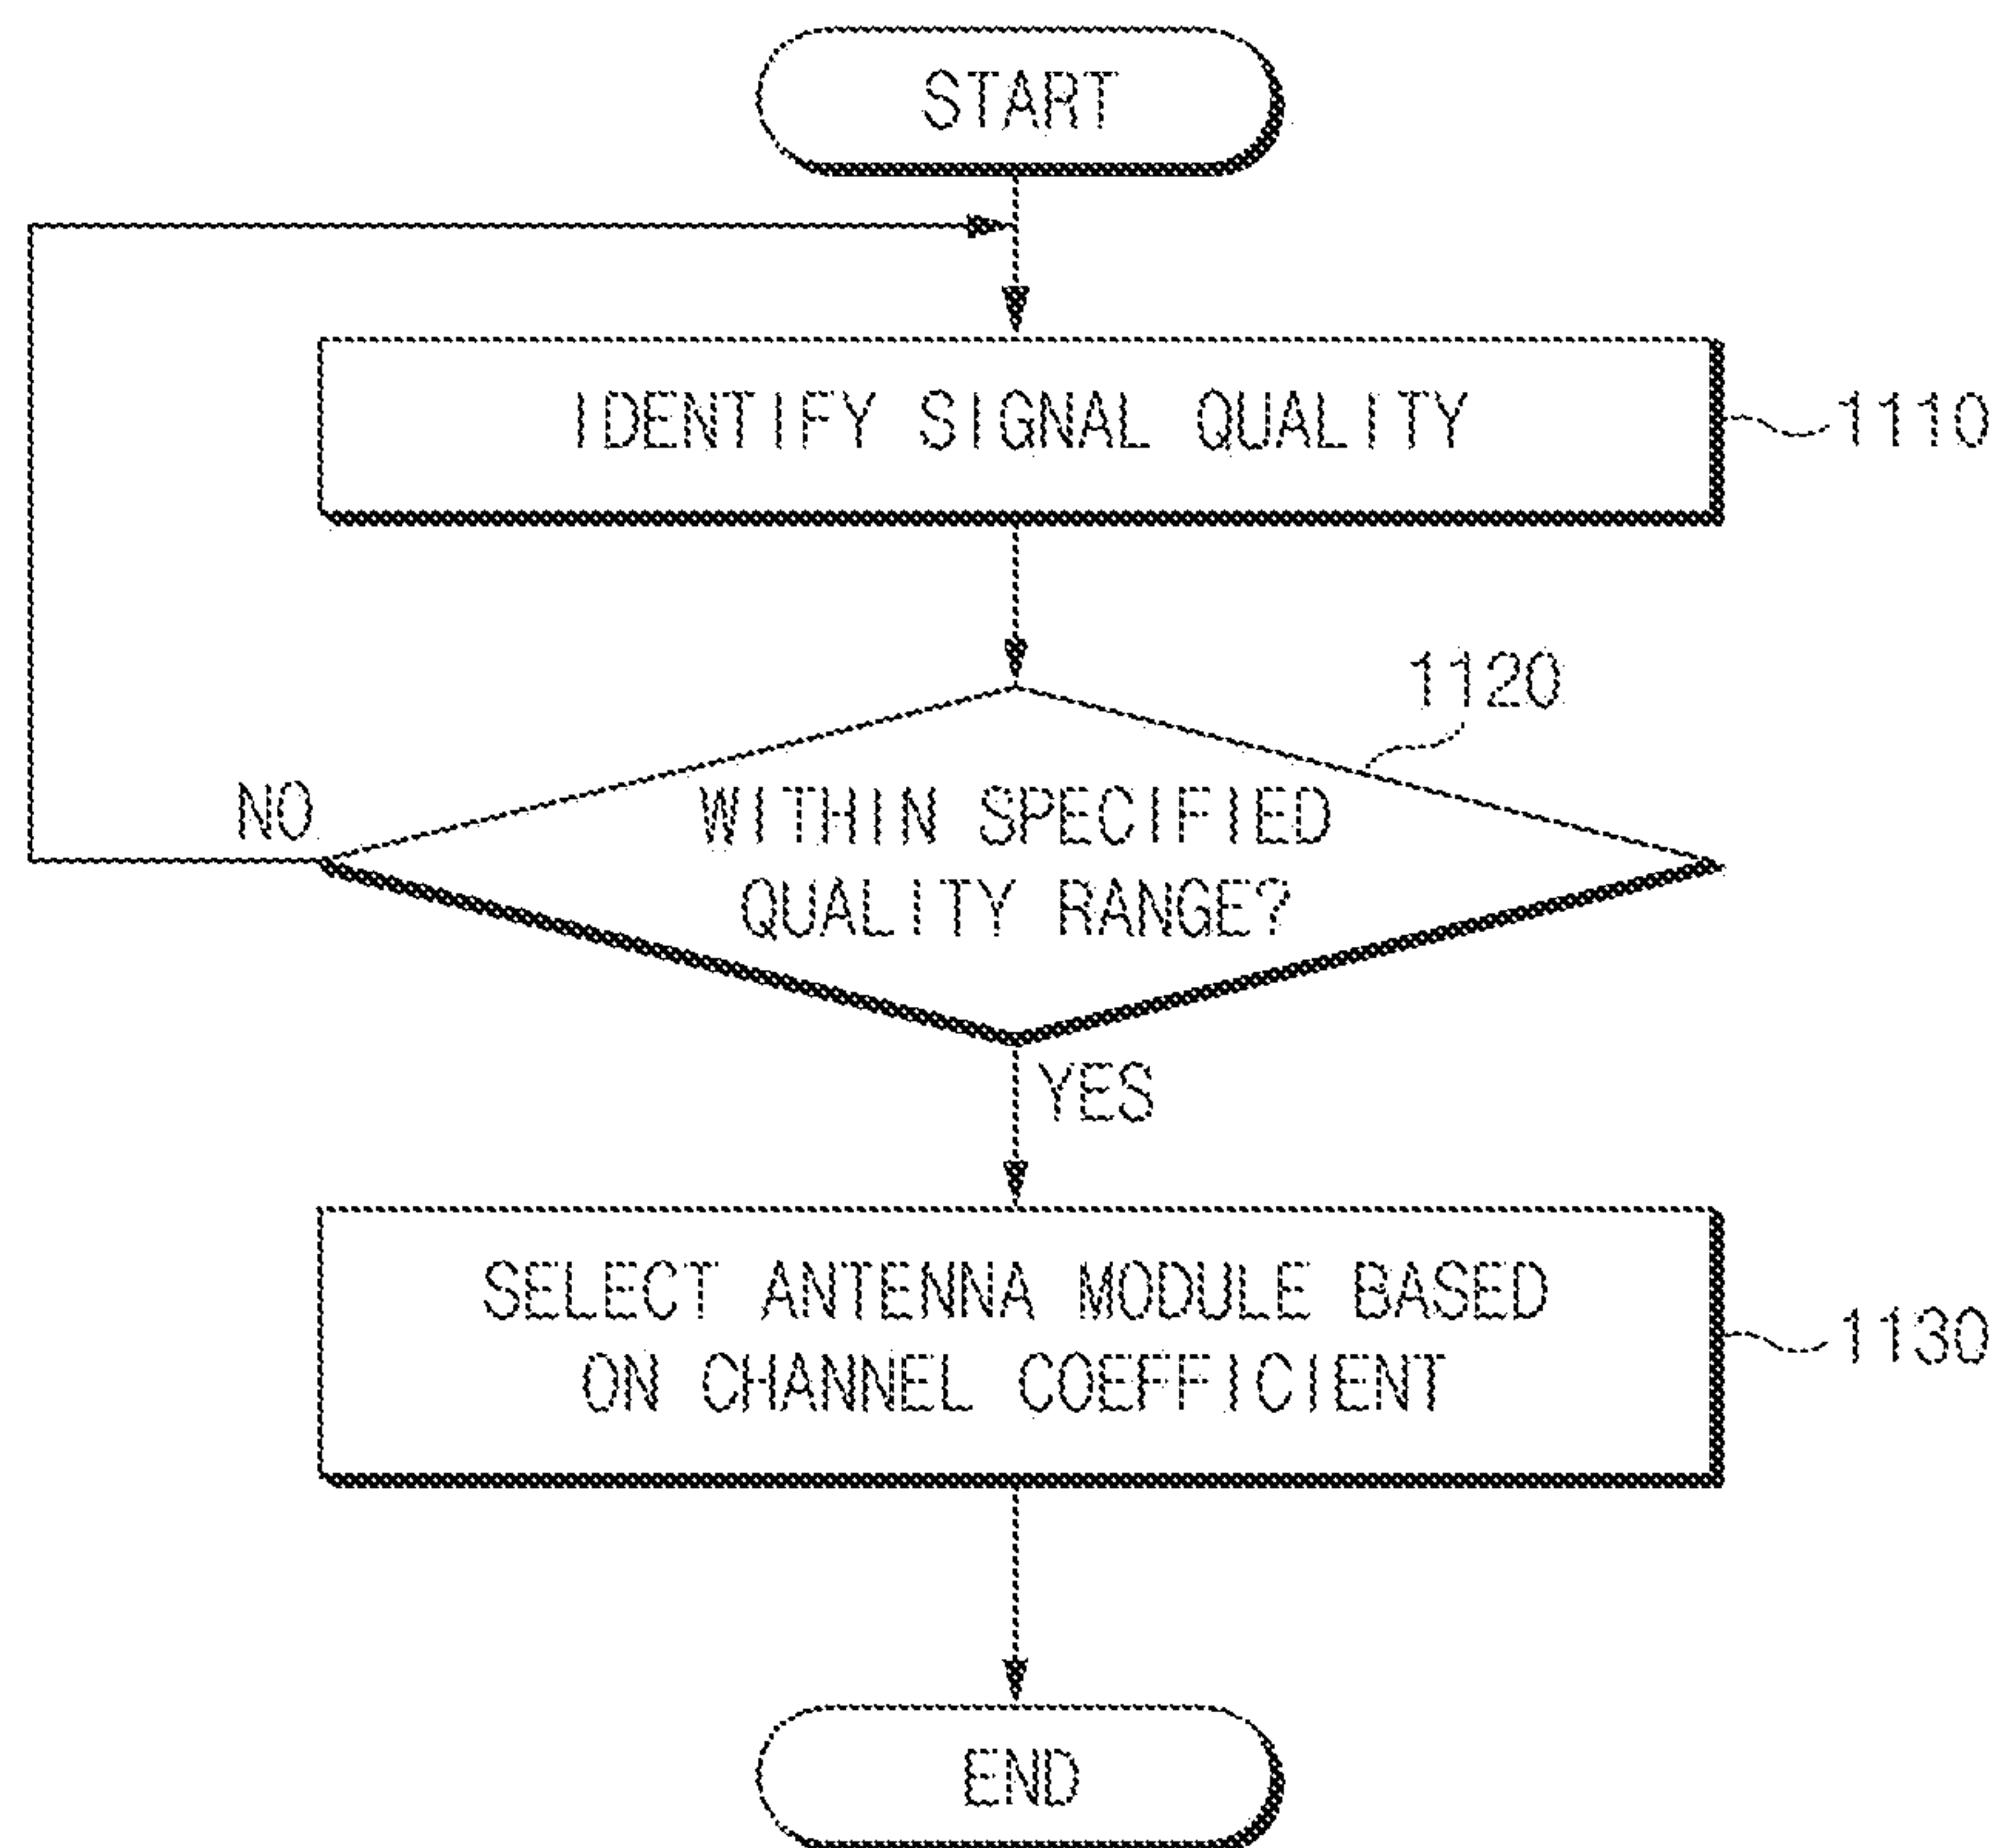 START
IDENTIFY SIGNAL QUALITY
1110
1120
NO
WITHIN SPECIFIED
QUALITY RANGE?
YES
SELECT ANTENNA MODULE BASED
ON CHANNEL COEFFICIENT
1130
END